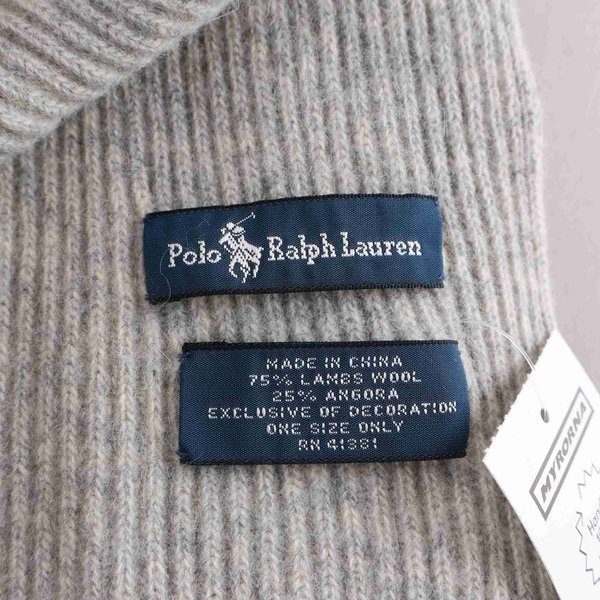 Polo Ralph Lauren
MADE IN CHINA
75% LAMBS WOOL
25% ANGORA
EXCLUSIVE OF DECORATION
ONE SIZE ONLY
RN 41381
MYRORNA